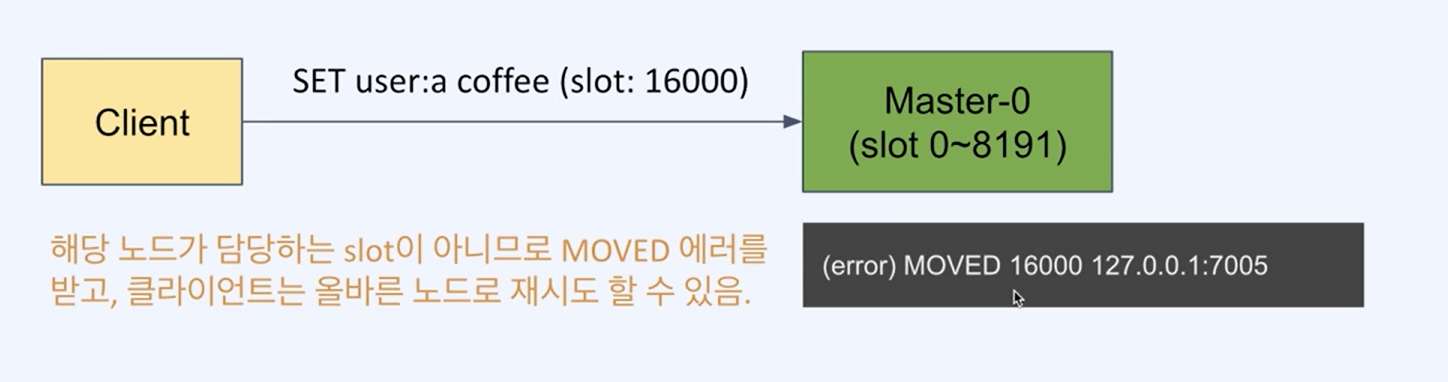 SET user:a coffee (slot: 16000)
Client
Master-0
(slot 0~8191)
해당 노드가 담당하는 slot이 아니므로 MOVED 에러를
받고, 클라이언트는 올바른 노드로 재시도 할 수 있음.
(error) MOVED 16000 127.0.0.1:7005